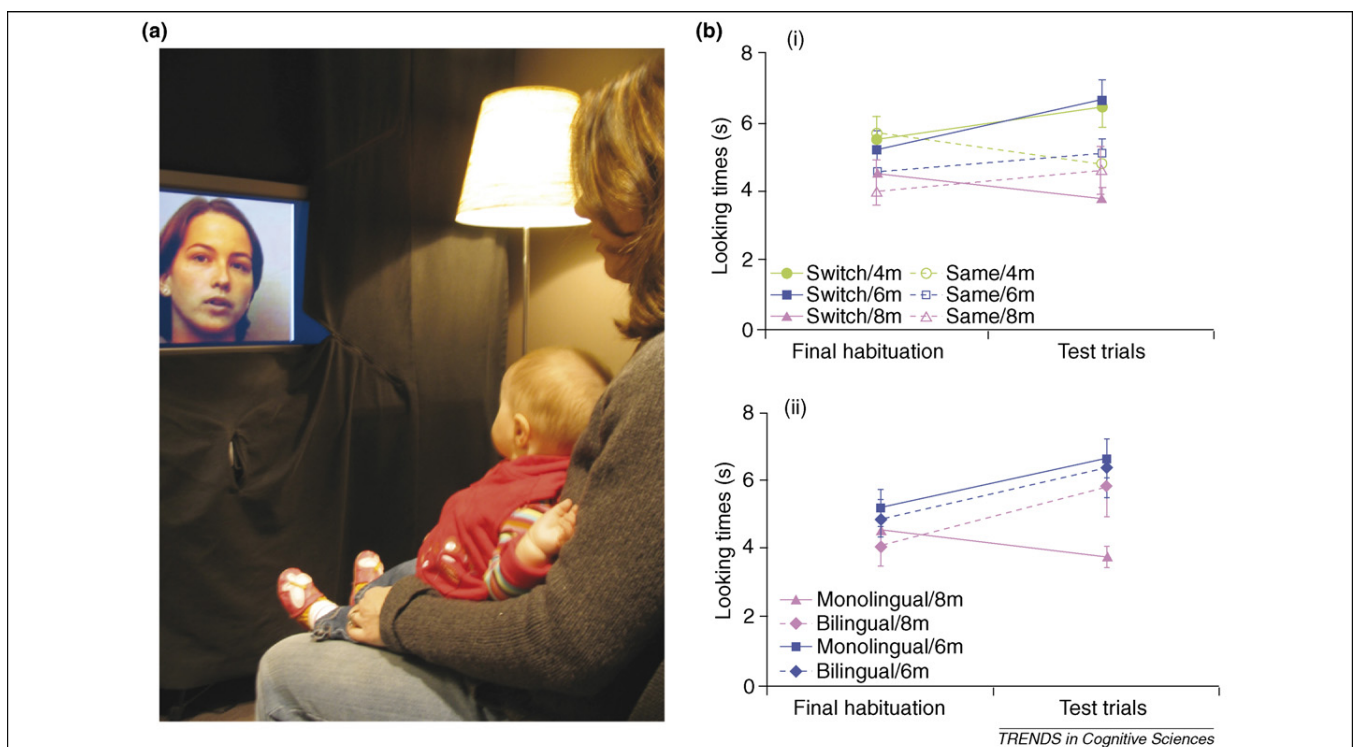 (a)
(b)
(i)
8
6
4
2
0
Looking times (s)
Switch/4m Same/4m
Switch/6m Same/6m
Switch/8m Same/8m
Final habituation Test trials
(ii)
8
6
4
2
0
Looking times (s)
Monolingual/8m
Bilingual/8m
Monolingual/6m
Bilingual/6m
Final habituation Test trials
TRENDS in Cognitive Sciences